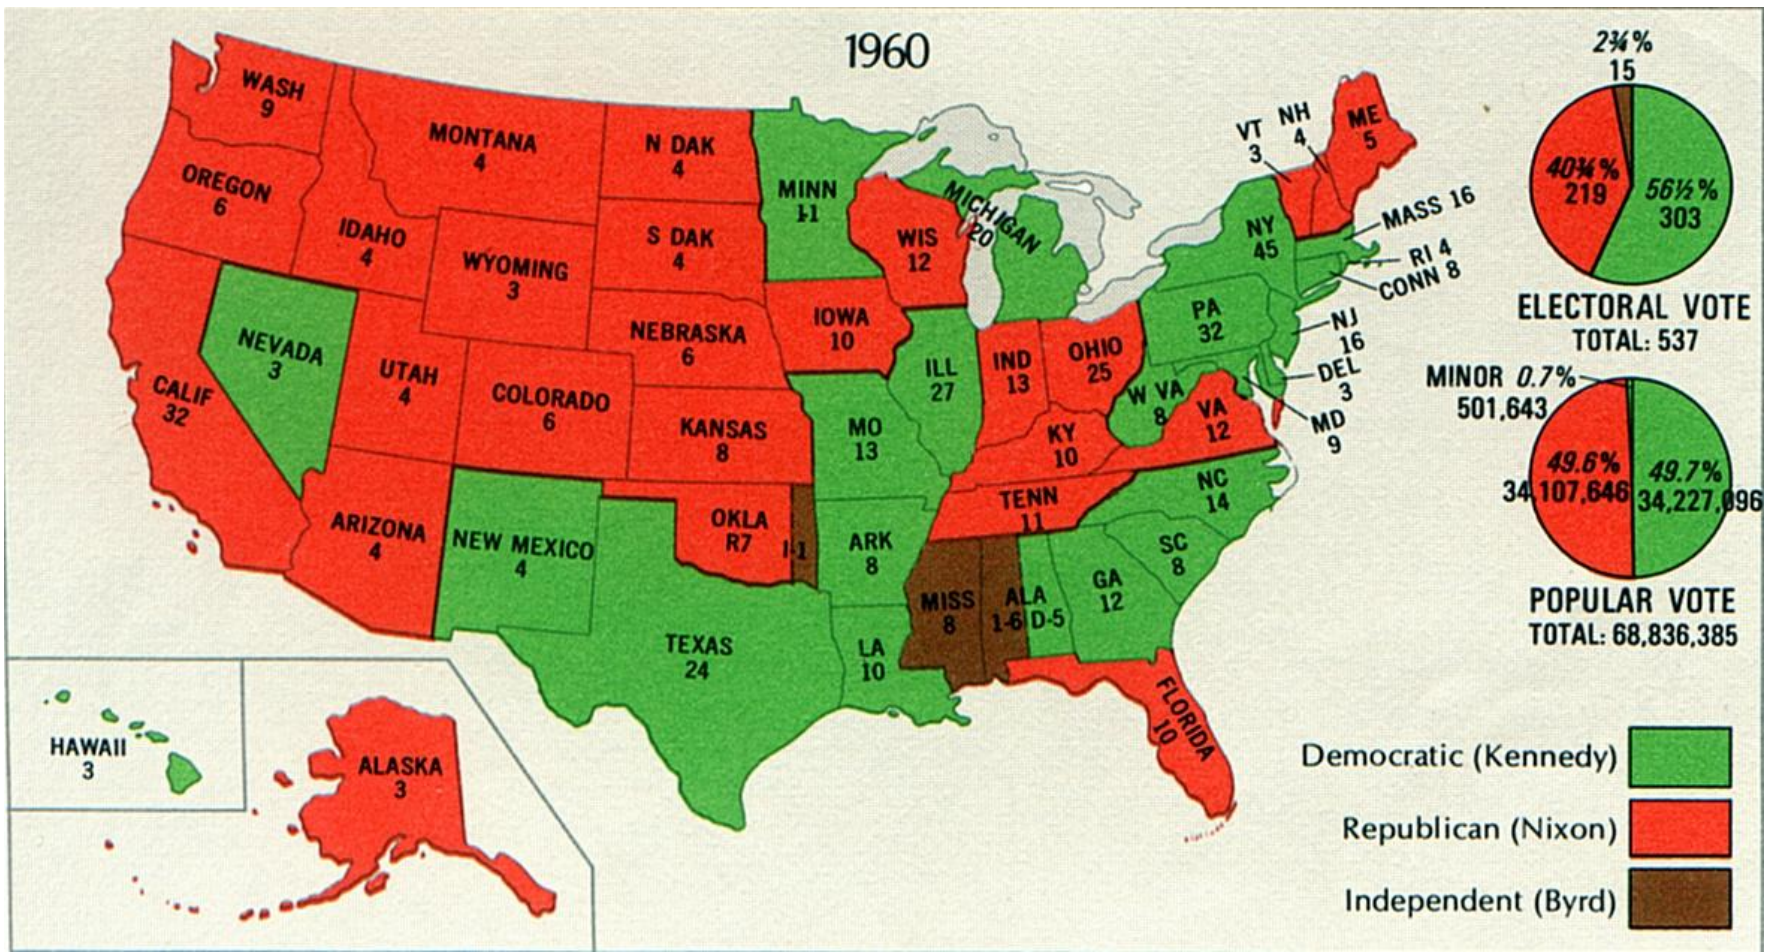 1960
WASH
9
MONTANA
4
N DAK
4
MINN
11
OREGON
6
IDAHO
4
WYOMING
3
S DAK
4
WIS
12
MICHIGAN
20
VT
3
NH
4
ME
5
MASS 16
NY
45
RI 4
CONN 8
NEVADA
3
UTAH
4
COLORADO
6
NEBRASKA
6
IOWA
10
ILL
27
IND
13
OHIO
25
PA
32
NJ
16
DEL
3
MD
9
CALIF
32
KANSAS
8
MO
13
KY
10
W VA
8
VA
12
ARIZONA
4
NEW MEXICO
4
OKLA
R7
I-1
ARK
8
TENN
11
NC
14
SC
8
TEXAS
24
LA
10
MISS
8
ALA
1-6 D-5
GA
12
FLORIDA
10
HAWAII
3
ALASKA
3
2¾%
15
40¾%
219
56½%
303
ELECTORAL VOTE
TOTAL: 537
MINOR 0.7%
501,643
49.6%
34,107,646
49.7%
34,227,096
POPULAR VOTE
TOTAL: 68,836,385
Democratic (Kennedy)
Republican (Nixon)
Independent (Byrd)